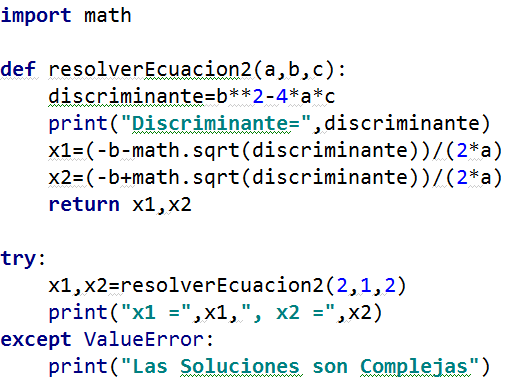 import math
def resolverEcuacion2(a,b,c):
discriminante=b**2-4*a*c
print("Discriminante=",discriminante)
x1=(-b-math.sqrt(discriminante))/(2*a)
x2=(-b+math.sqrt(discriminante))/(2*a)
return x1,x2
try:
x1,x2=resolverEcuacion2(2,1,2)
print("x1 =",x1,", x2 =",x2)
except ValueError:
print("Las Soluciones son Complejas")